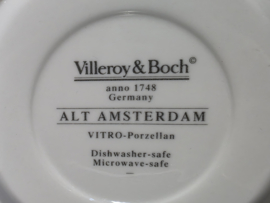 Villeroy & Boch©
anno 1748
Germany
ALT AMSTERDAM
VITRO-Porzellan
Dishwasher-safe
Microwave-safe